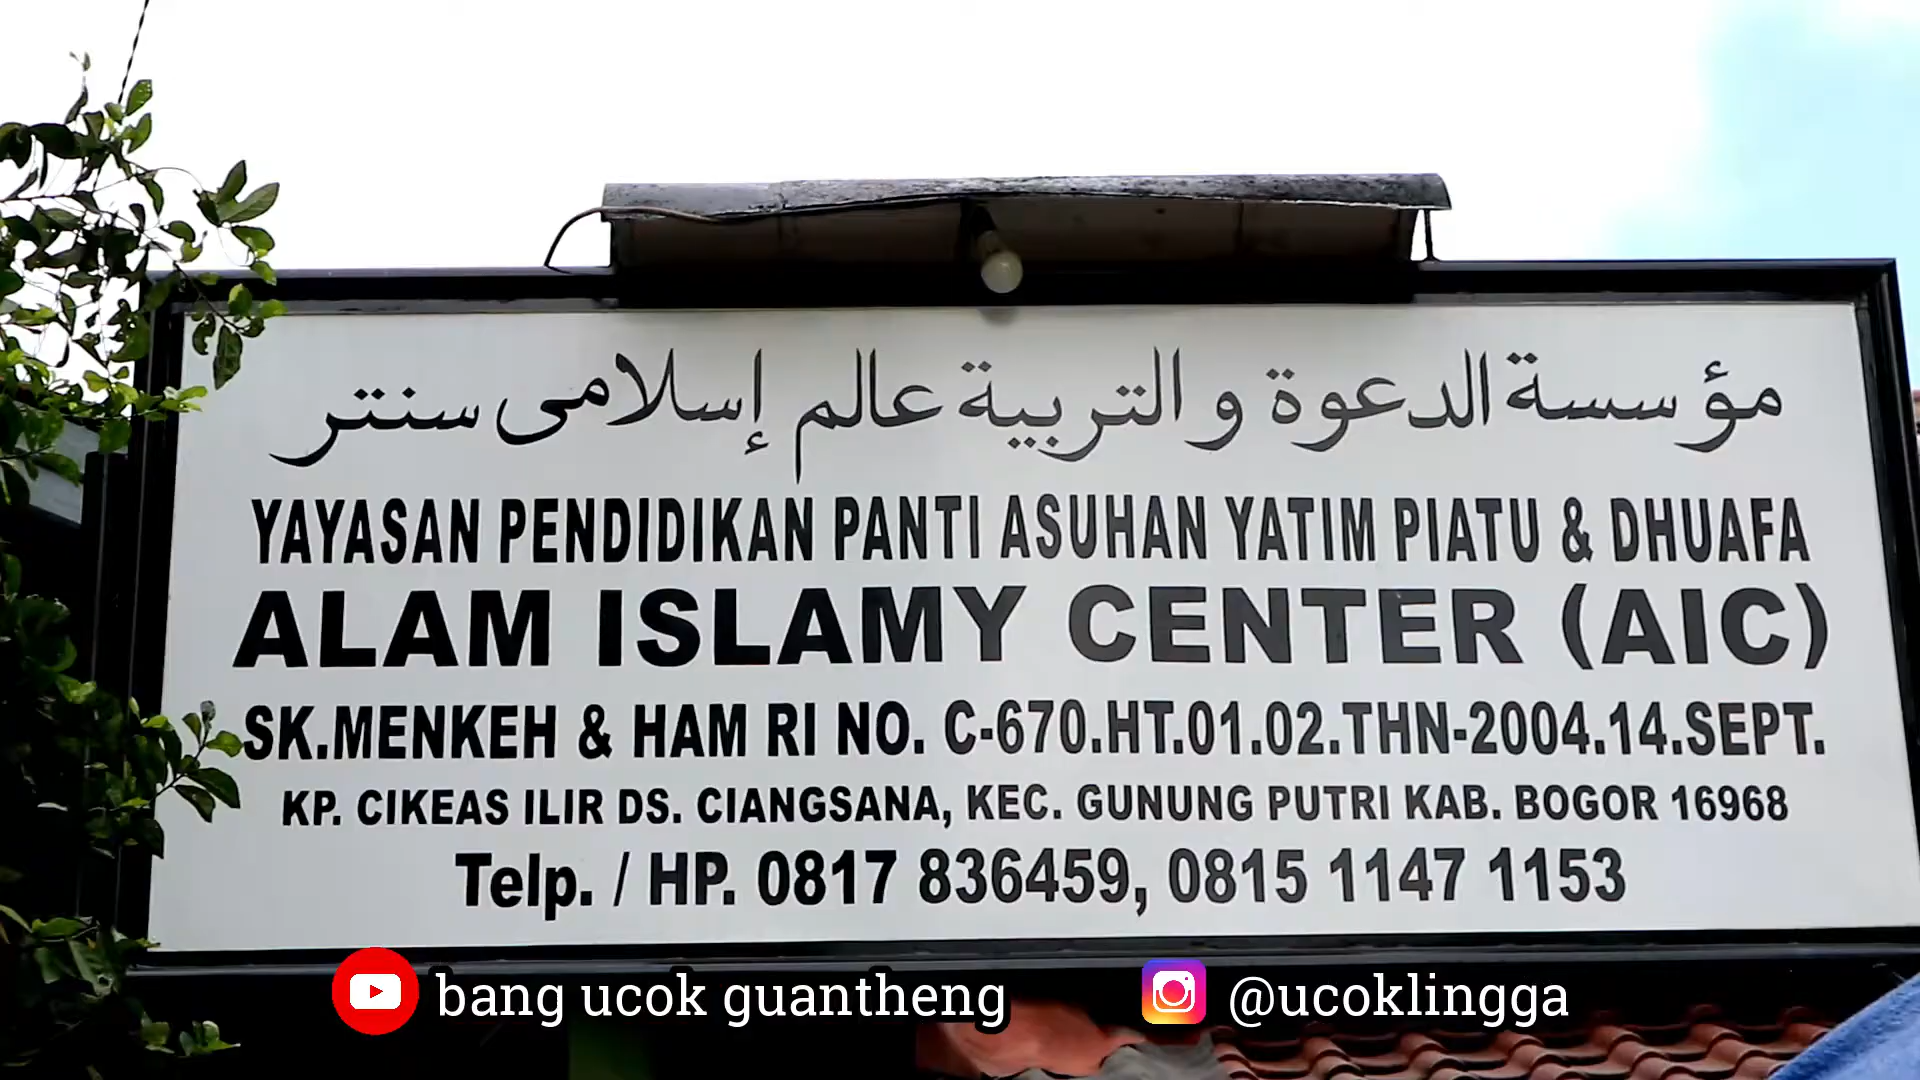 مؤسسة الدعوة و التربية عالم إسلامى سنتر
YAYASAN PENDIDIKAN PANTI ASUHAN YATIM PIATU & DHUAFA
ALAM ISLAMY CENTER (AIC)
SK.MENKEH & HAM RI NO. C-670.HT.01.02.THN-2004.14.SEPT.
KP. CIKEAS ILIR DS. CIANGSANA, KEC. GUNUNG PUTRI KAB. BOGOR 16968
Telp. / HP. 0817 836459, 0815 1147 1153
bang ucok guantheng @ucoklingga